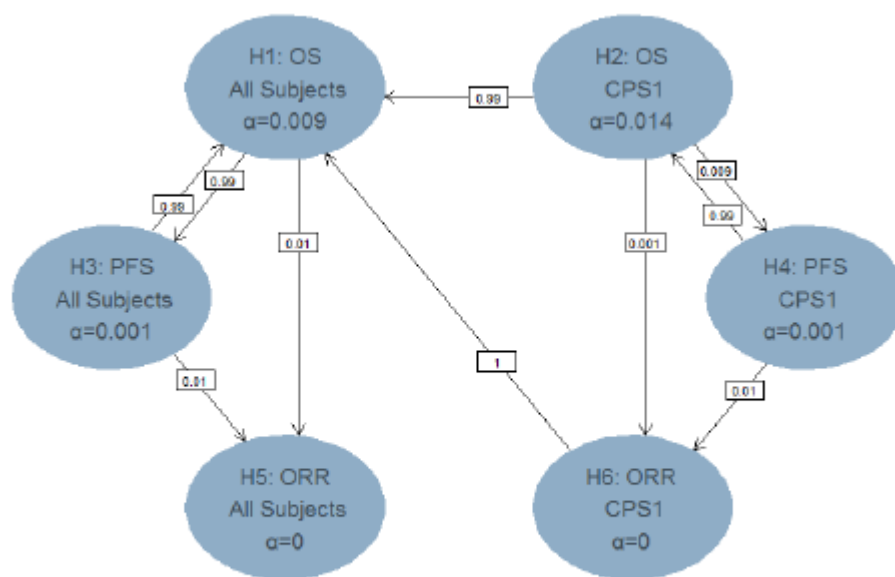 H1: OS
All Subjects
α=0.009
H2: OS
CPS1
α=0.014
0.99
0.99
0.99
0.009
0.99
0.01
0.001
H3: PFS
All Subjects
α=0.001
H4: PFS
CPS1
α=0.001
1
0.01
0.01
H5: ORR
All Subjects
α=0
H6: ORR
CPS1
α=0